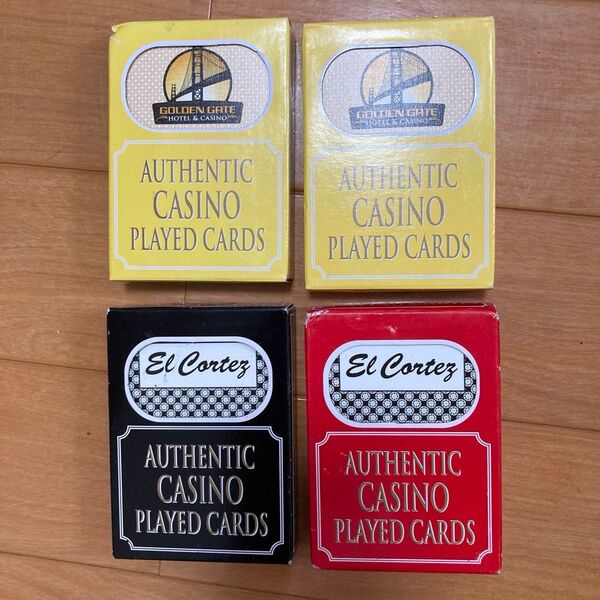 GOLDEN GATE
HOTEL & CASINO
AUTHENTIC
CASINO
PLAYED CARDS
GOLDEN GATE
HOTEL & CASINO
AUTHENTIC
CASINO
PLAYED CARDS
El Cortez
AUTHENTIC
CASINO
PLAYED CARDS
El Cortez
AUTHENTIC
CASINO
PLAYED CARDS